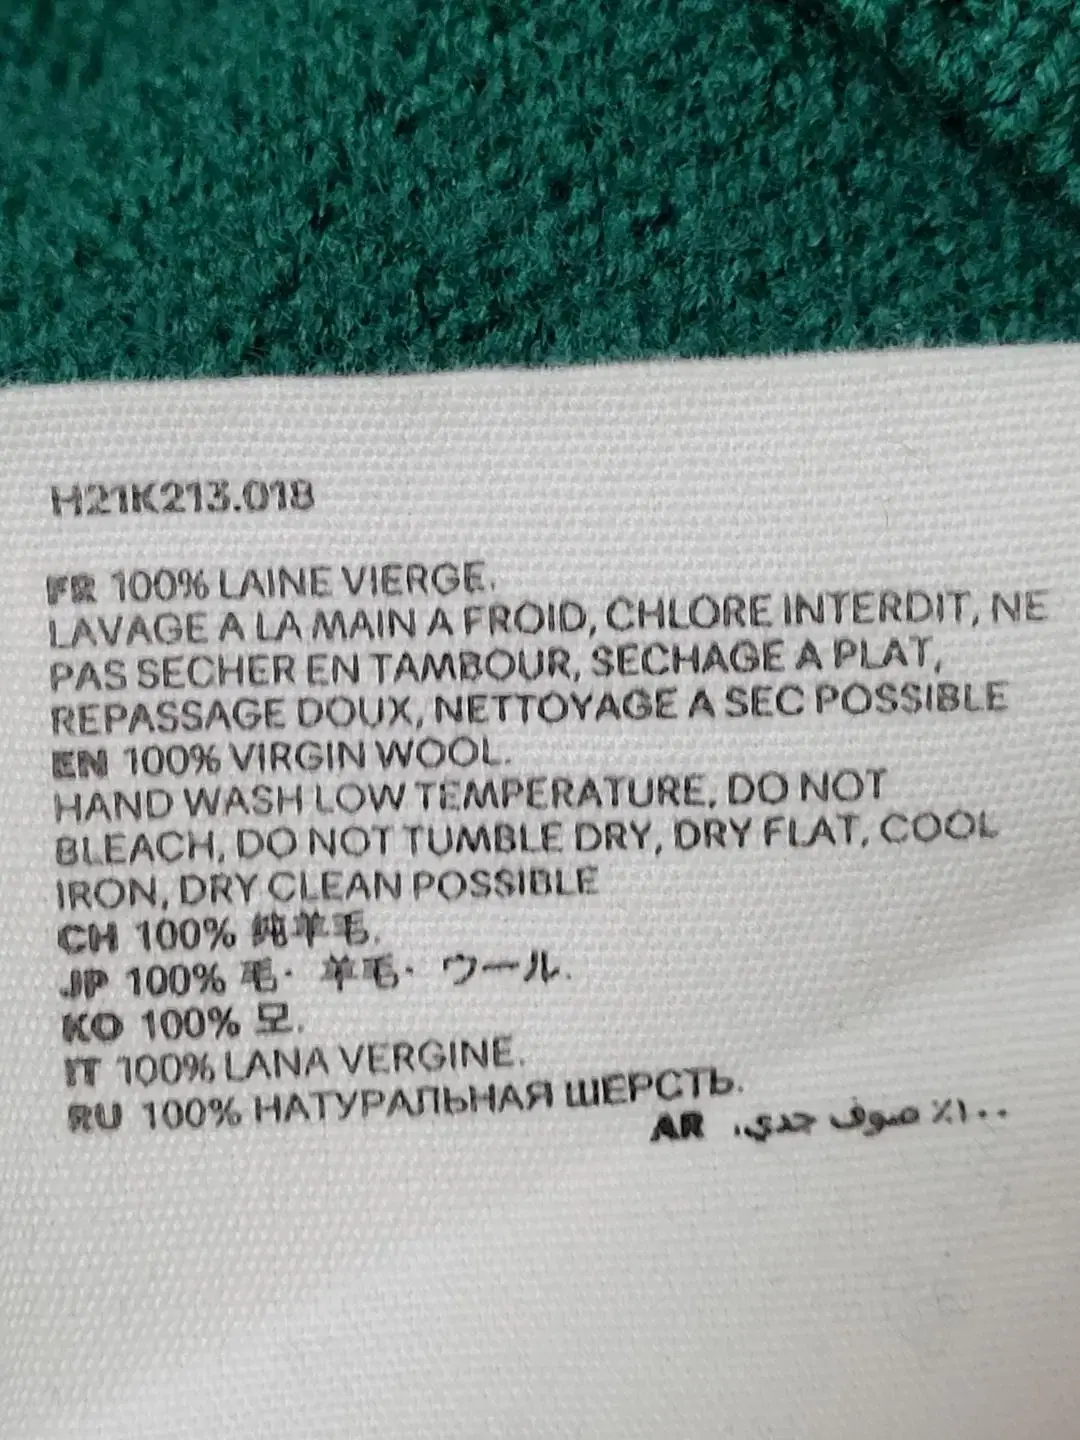 H21K213.018
FR 100% LAINE VIERGE.
LAVAGE A LA MAIN A FROID, CHLORE INTERDIT, NE
PAS SECHER EN TAMBOUR, SECHAGE A PLAT,
REPASSAGE DOUX, NETTOYAGE A SEC POSSIBLE
EN 100% VIRGIN WOOL.
HAND WASH LOW TEMPERATURE, DO NOT
BLEACH, DO NOT TUMBLE DRY, DRY FLAT, COOL
IRON, DRY CLEAN POSSIBLE
CH 100% 纯羊毛.
JP 100% 毛· 羊毛· ウール.
KO 100% 모.
IT 100% LANA VERGINE.
RU 100% НАТУРАЛЬНАЯ ШЕРСТЬ.
AR ١٠٠٪ صوف جدي.